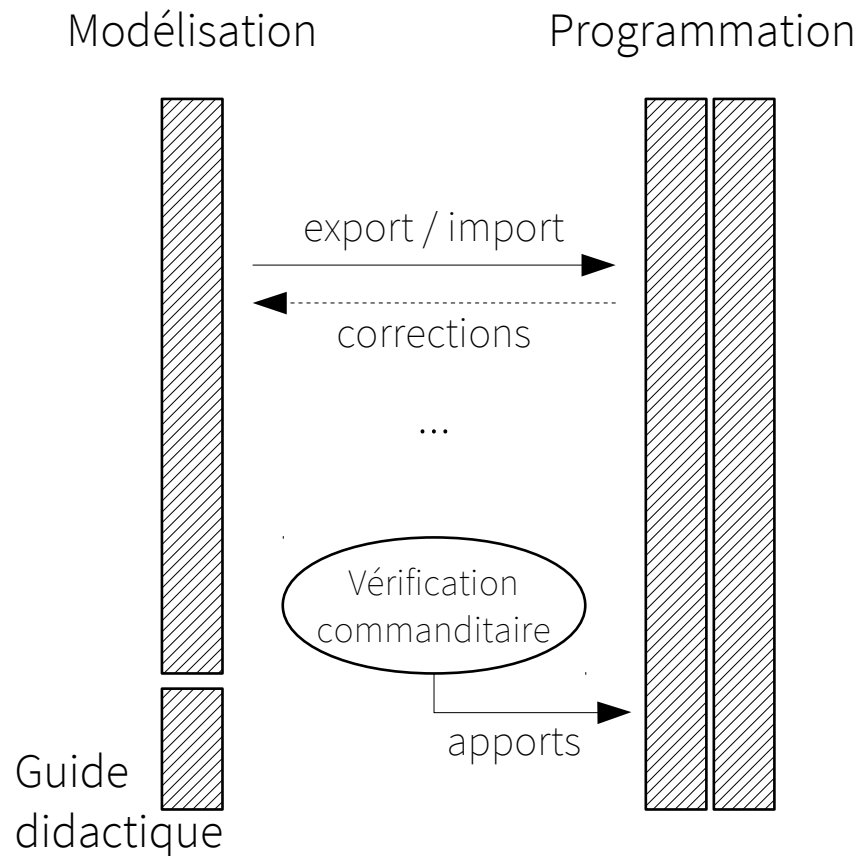 Modélisation
Programmation
export / import
corrections
...
Vérification
commanditaire
apports
Guide
didactique